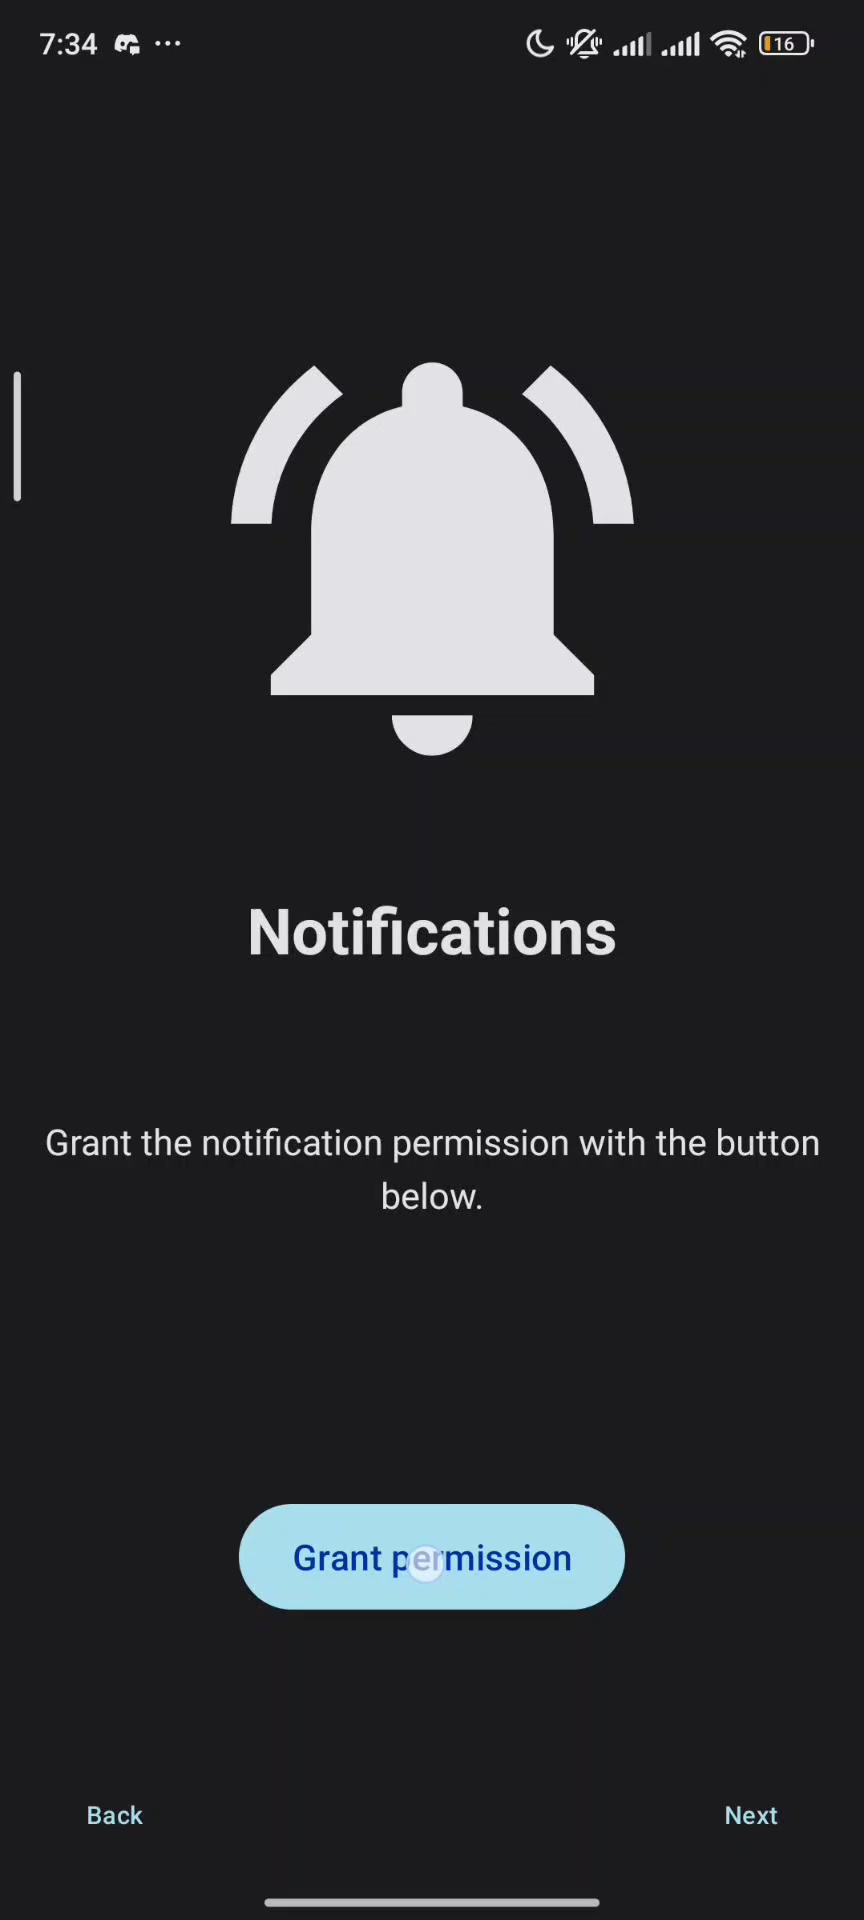 7:34
16
Notifications
Grant the notification permission with the button
below.
Grant permission
Back
Next